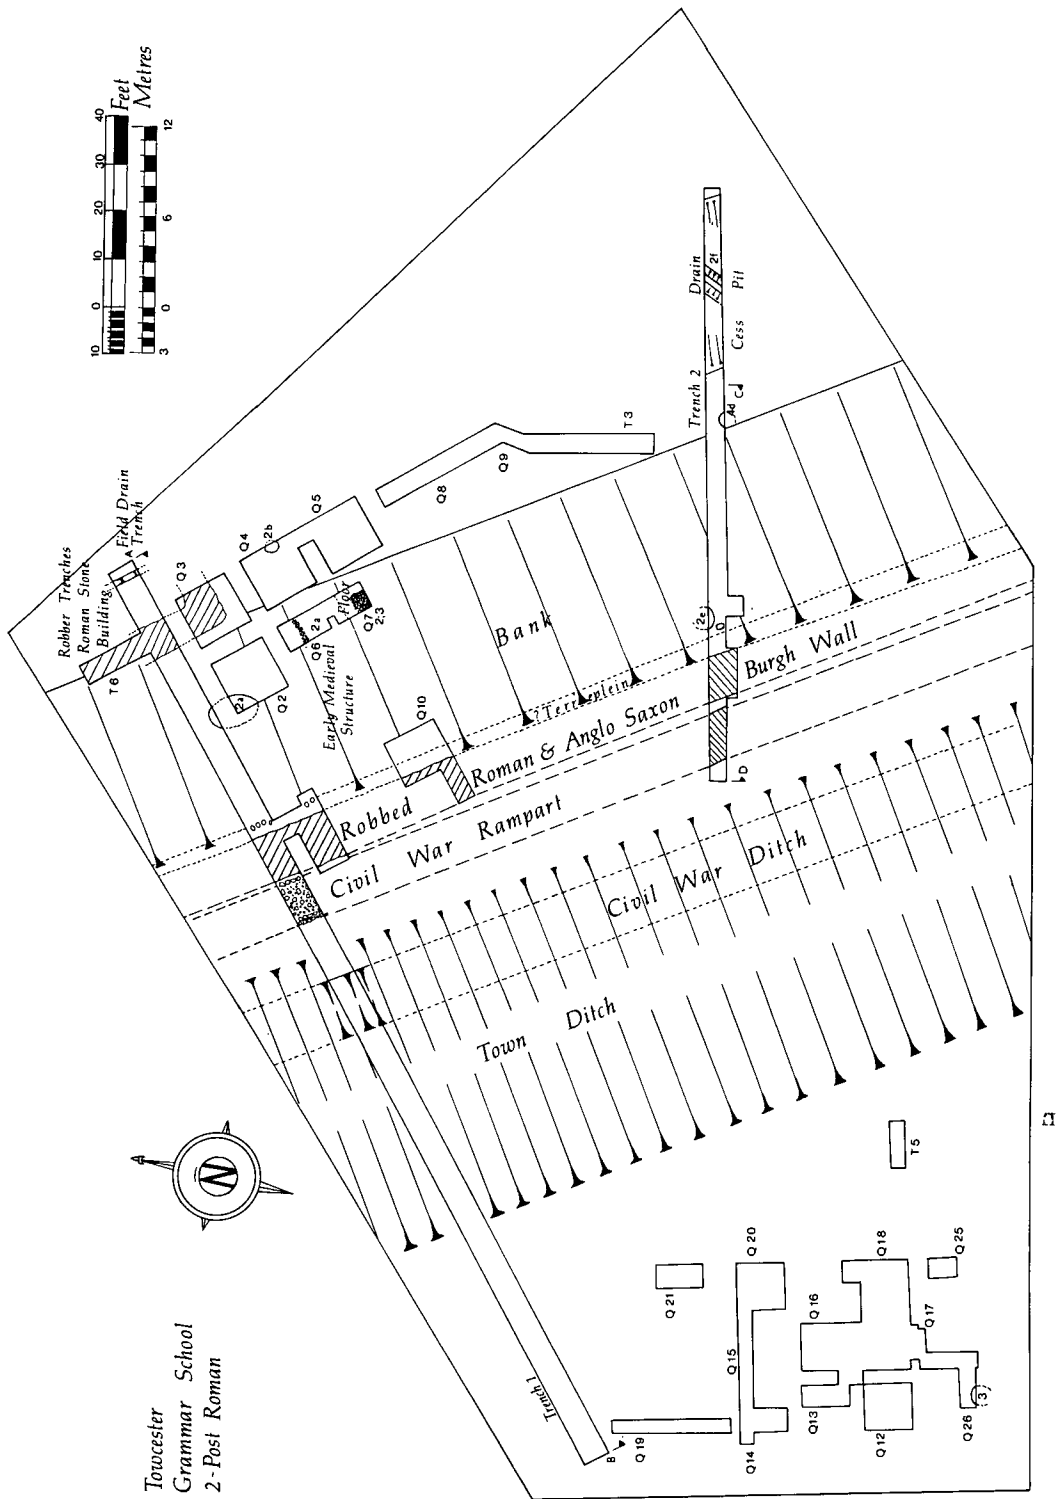 Towcester
Grammar School
2-Post Roman
N
10 0 10 20 30 40
Feet
Metres
3 0 6 12
Robber Trenches
Roman Stone
Building
A Field Drain
Trench
T6
Q3
Q4
2b
Q5
2a
Q2
Q6
2a
Floor
Q7
2;3
Early Medieval
Structure
Q10
Q8
Q9
T3
Bank
?Terreplein
Robbed Roman & Anglo Saxon Burgh Wall
Civil War Rampart
Civil War Ditch
Town Ditch
Trench 2
Drain
2f
Cess Pit
C
4d
2e
D
Trench 1
B
Q19
Q21
Q14
Q15
Q20
Q13
Q16
Q18
Q12
Q17
Q25
Q26
3
T5